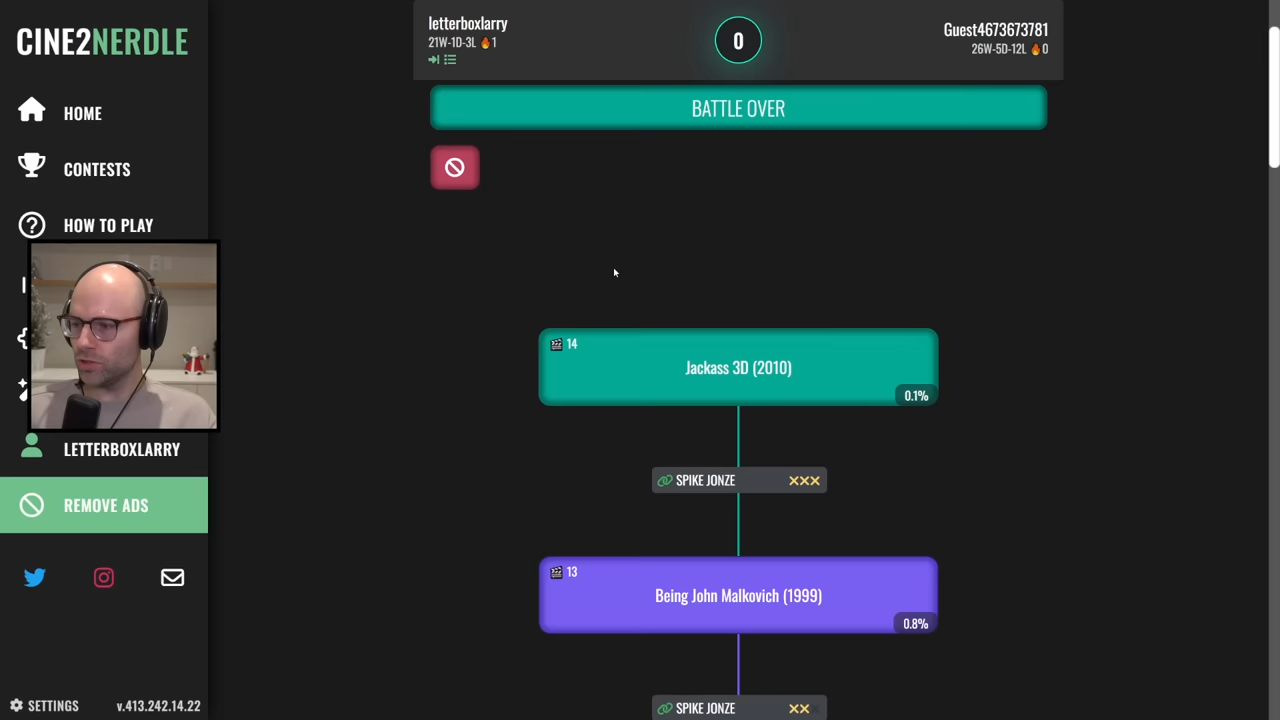 CINE2NERDLE
HOME
CONTESTS
HOW TO PLAY
LETTERBOXLARRY
REMOVE ADS
SETTINGS
v.413.242.14.22
letterboxlarry
21W-1D-3L 🔥1
0
Guest4673673781
26W-5D-12L 🔥0
BATTLE OVER
14
Jackass 3D (2010)
0.1%
SPIKE JONZE
13
Being John Malkovich (1999)
0.8%
SPIKE JONZE